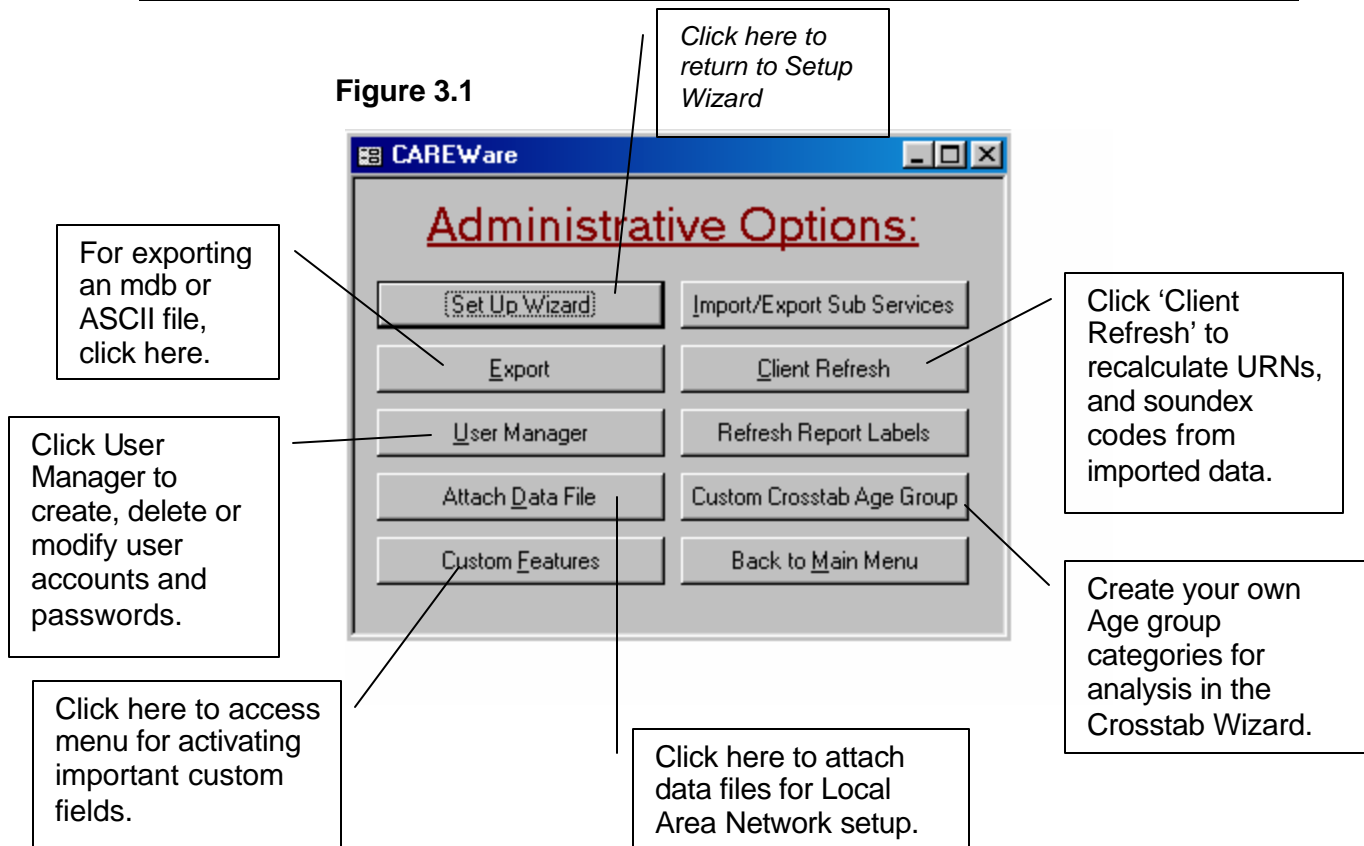 Click here to
return to Setup
Wizard
Figure 3.1
CAREWare
Administrative Options:
Set Up Wizard
Import/Export Sub Services
Export
Client Refresh
User Manager
Refresh Report Labels
Attach Data File
Custom Crosstab Age Group
Custom Features
Back to Main Menu
For exporting
an mdb or
ASCII file,
click here.
Click User
Manager to
create, delete or
modify user
accounts and
passwords.
Click here to access
menu for activating
important custom
fields.
Click here to attach
data files for Local
Area Network setup.
Click ‘Client
Refresh’ to
recalculate URNs,
and soundex
codes from
imported data.
Create your own
Age group
categories for
analysis in the
Crosstab Wizard.